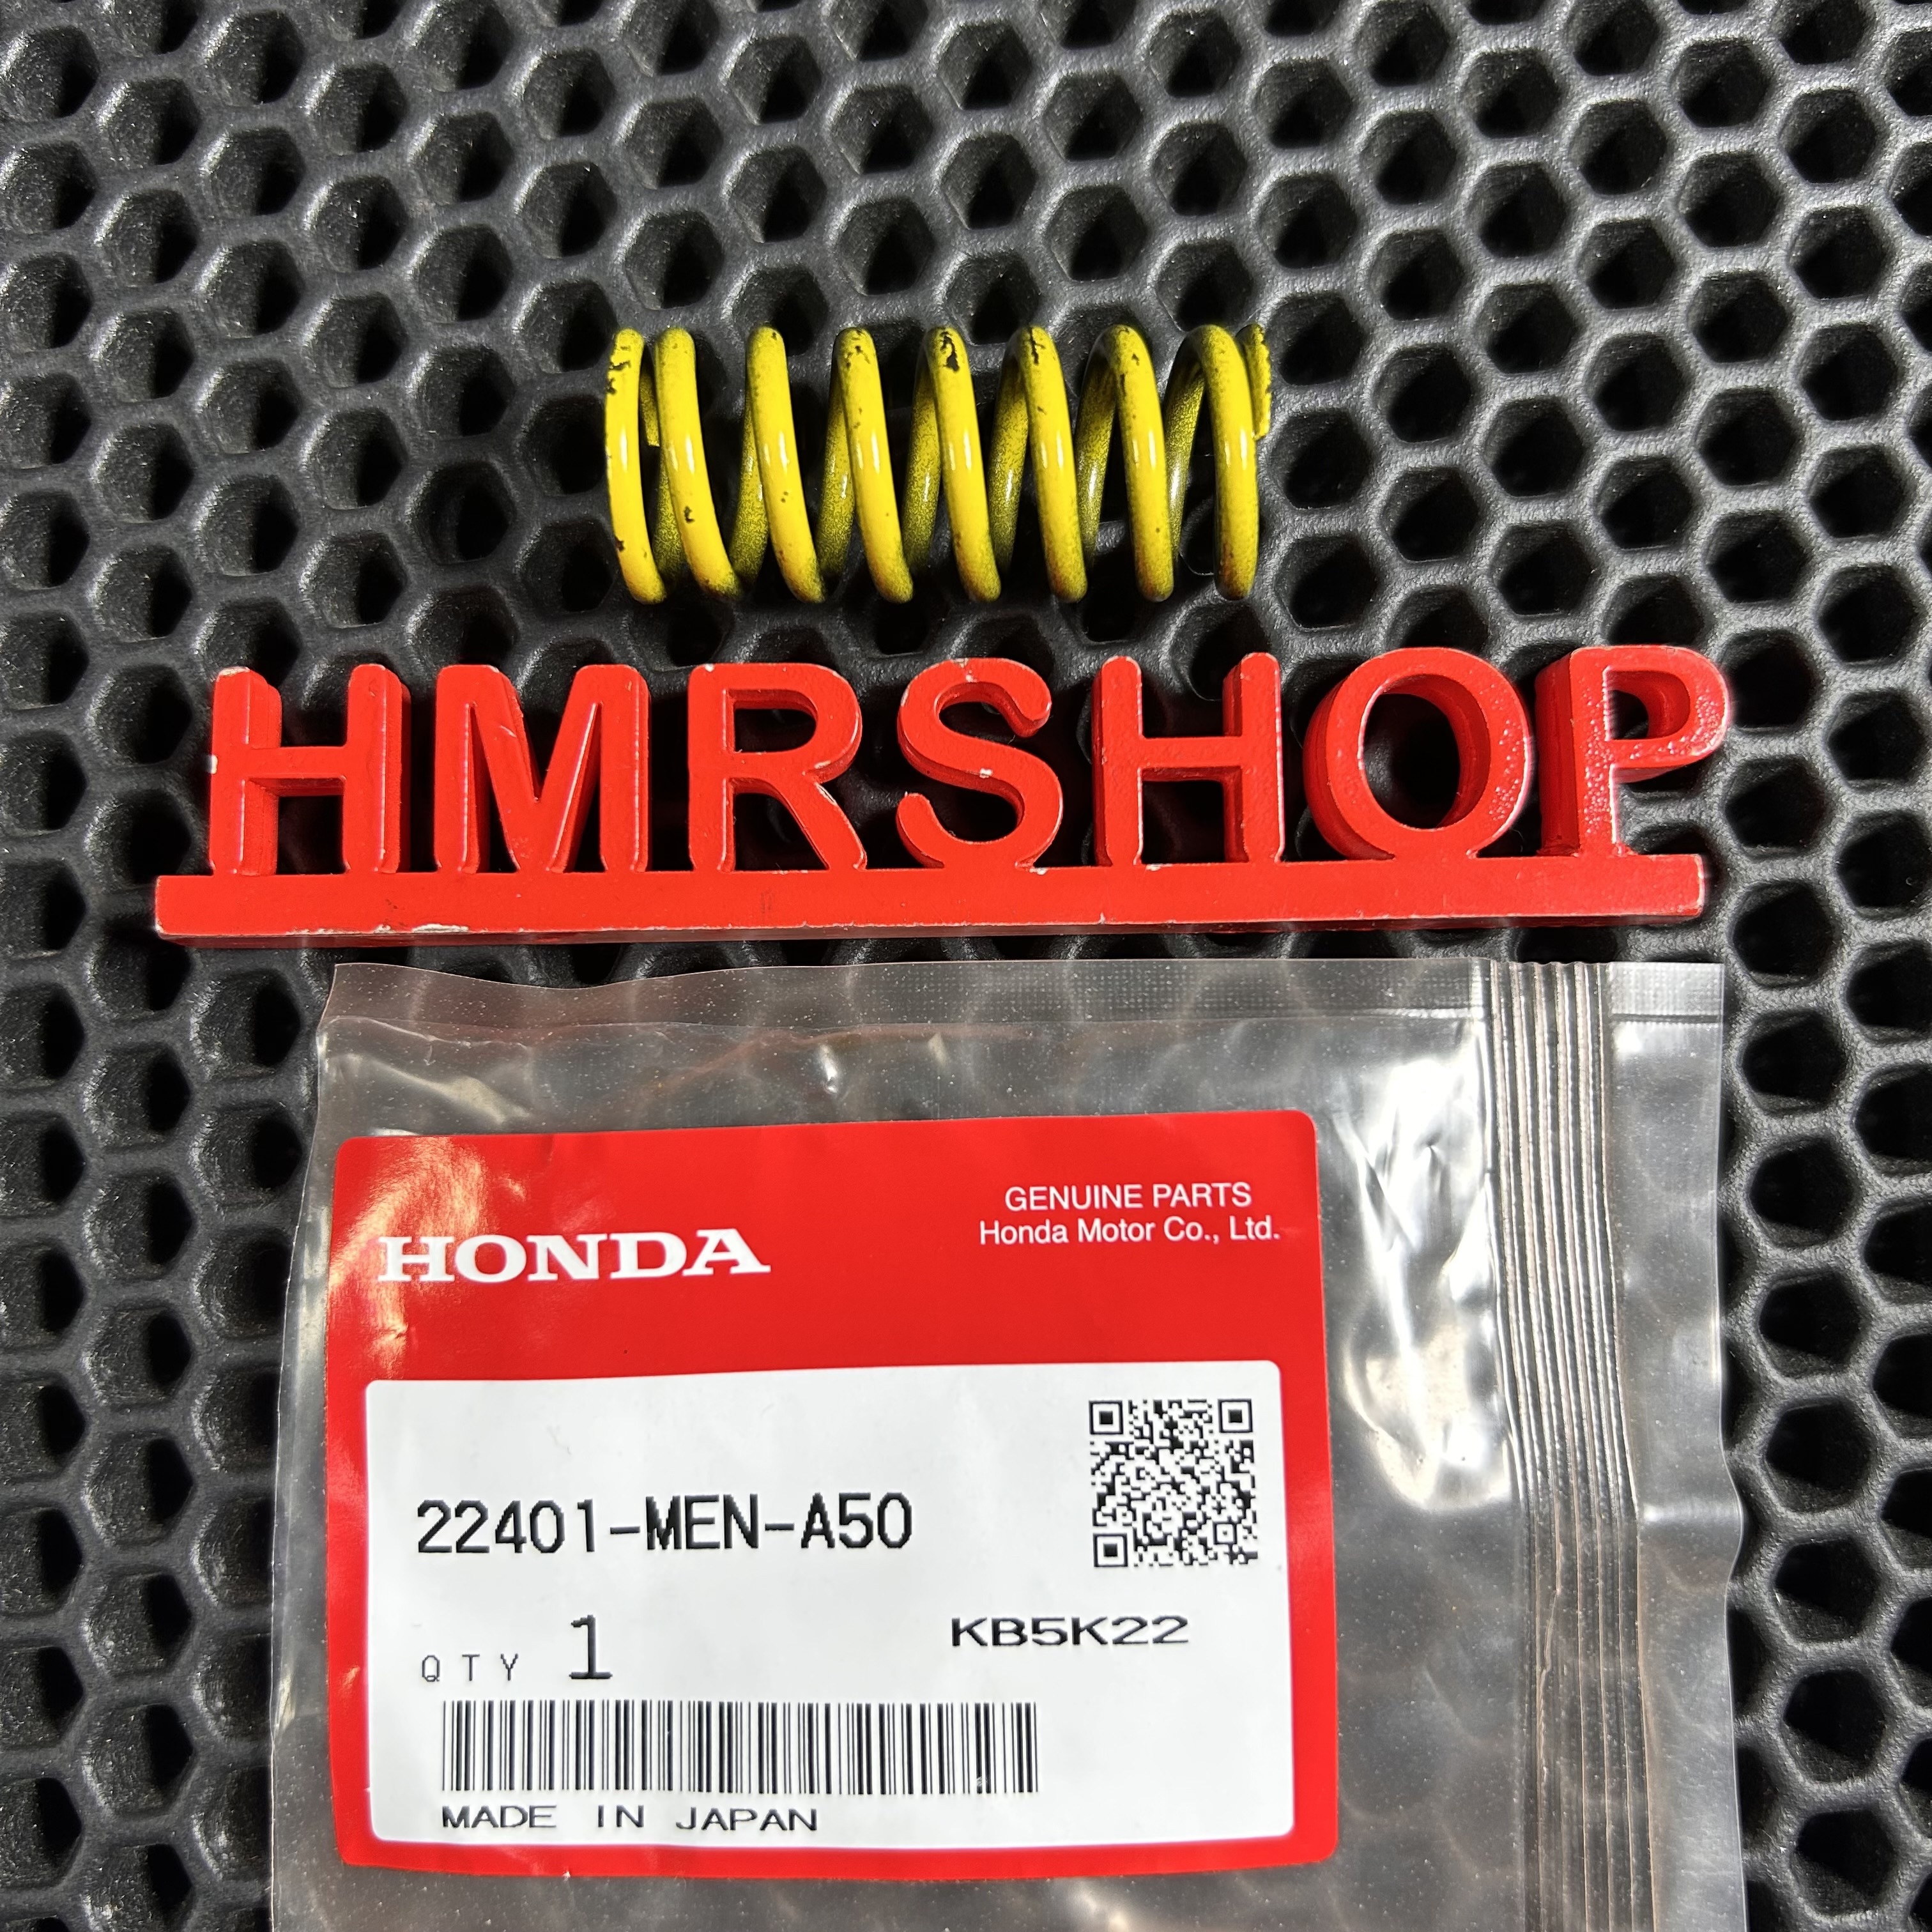 HMRSHOP
HONDA
GENUINE PARTS
Honda Motor Co., Ltd.
22401-MEN-A50
QTY 1
KB5K22
MADE IN JAPAN